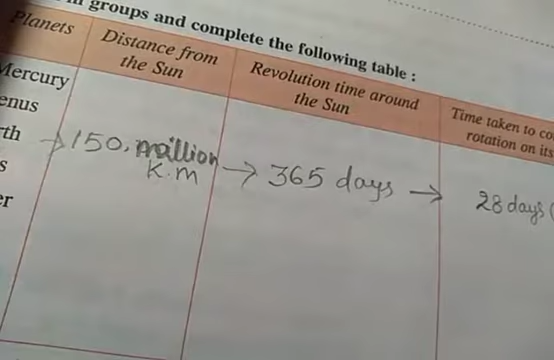 groups and complete the following table :
Planets
Distance from
the Sun
Revolution time around
the Sun
Time taken to co
rotation on its
Mercury
enus
rth → 150. million
K.m → 365 days → 28 days (
s
er